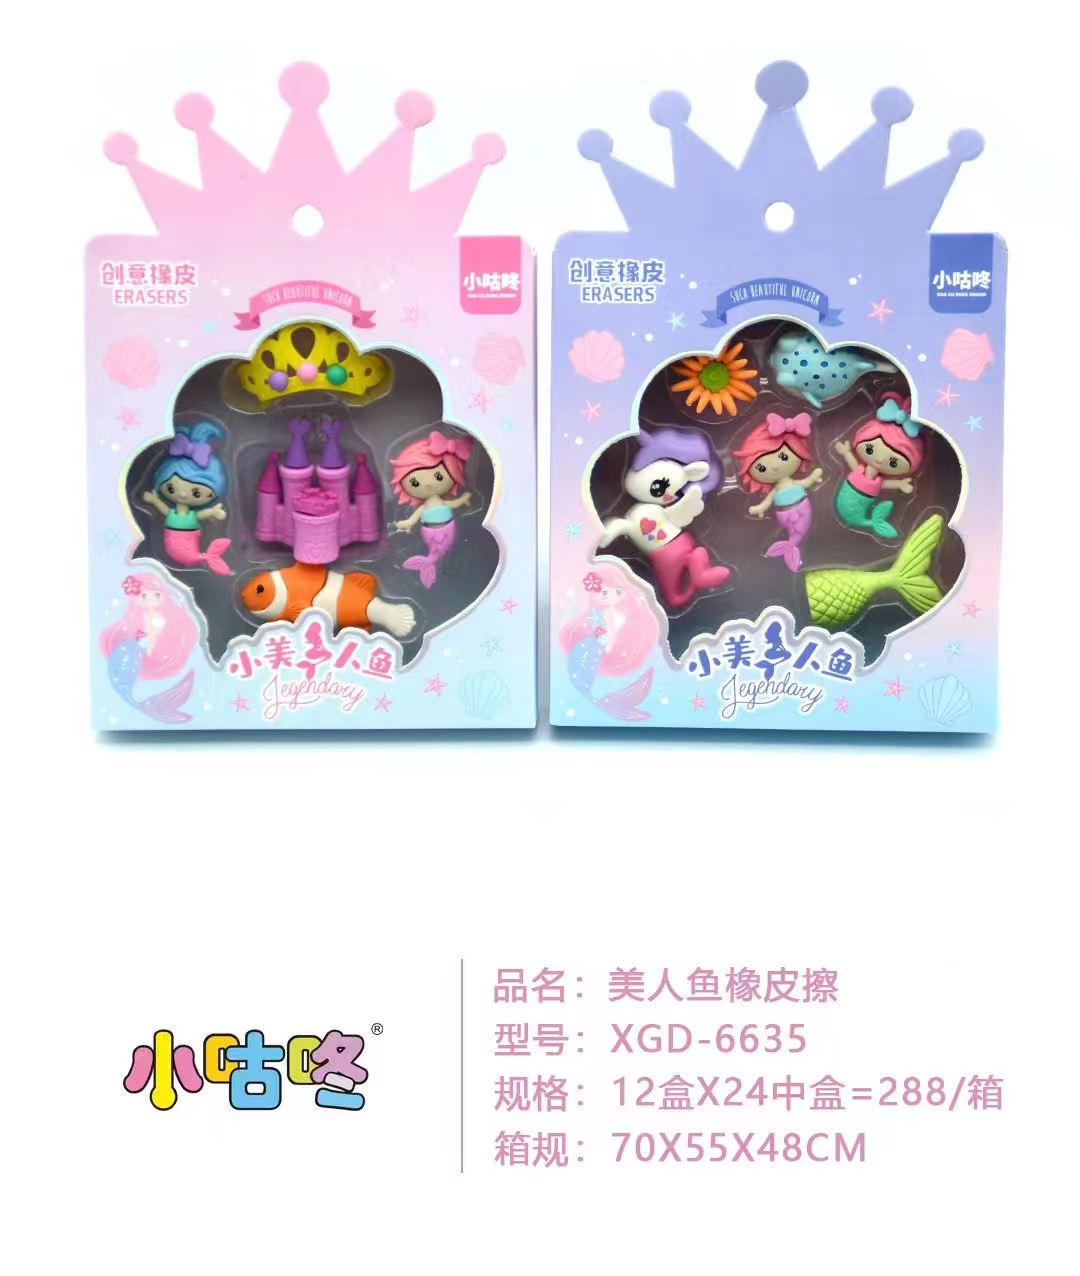 创意橡皮
ERASERS
小咕咚
SUCH BEAUTIFUL UNICORN
小美人鱼
Legendary
创意橡皮
ERASERS
小咕咚
SUCH BEAUTIFUL UNICORN
小美人鱼
Legendary
小咕咚®
品名：美人鱼橡皮擦
型号：XGD-6635
规格：12盒X24中盒=288/箱
箱规：70X55X48CM